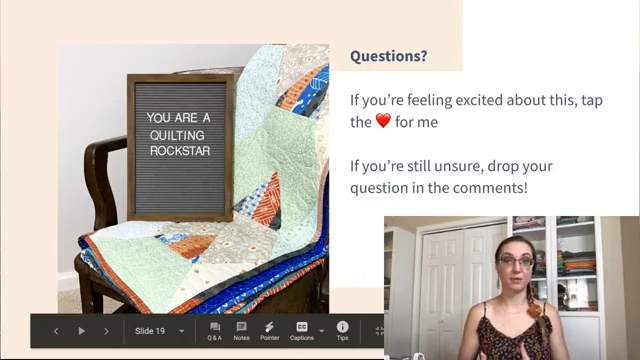 YOU ARE A
QUILTING
ROCKSTAR
Questions?
If you’re feeling excited about this, tap
the ❤️ for me
If you’re still unsure, drop your
question in the comments!
Slide 19
Q & A
Notes
Pointer
CC
Captions
Tips